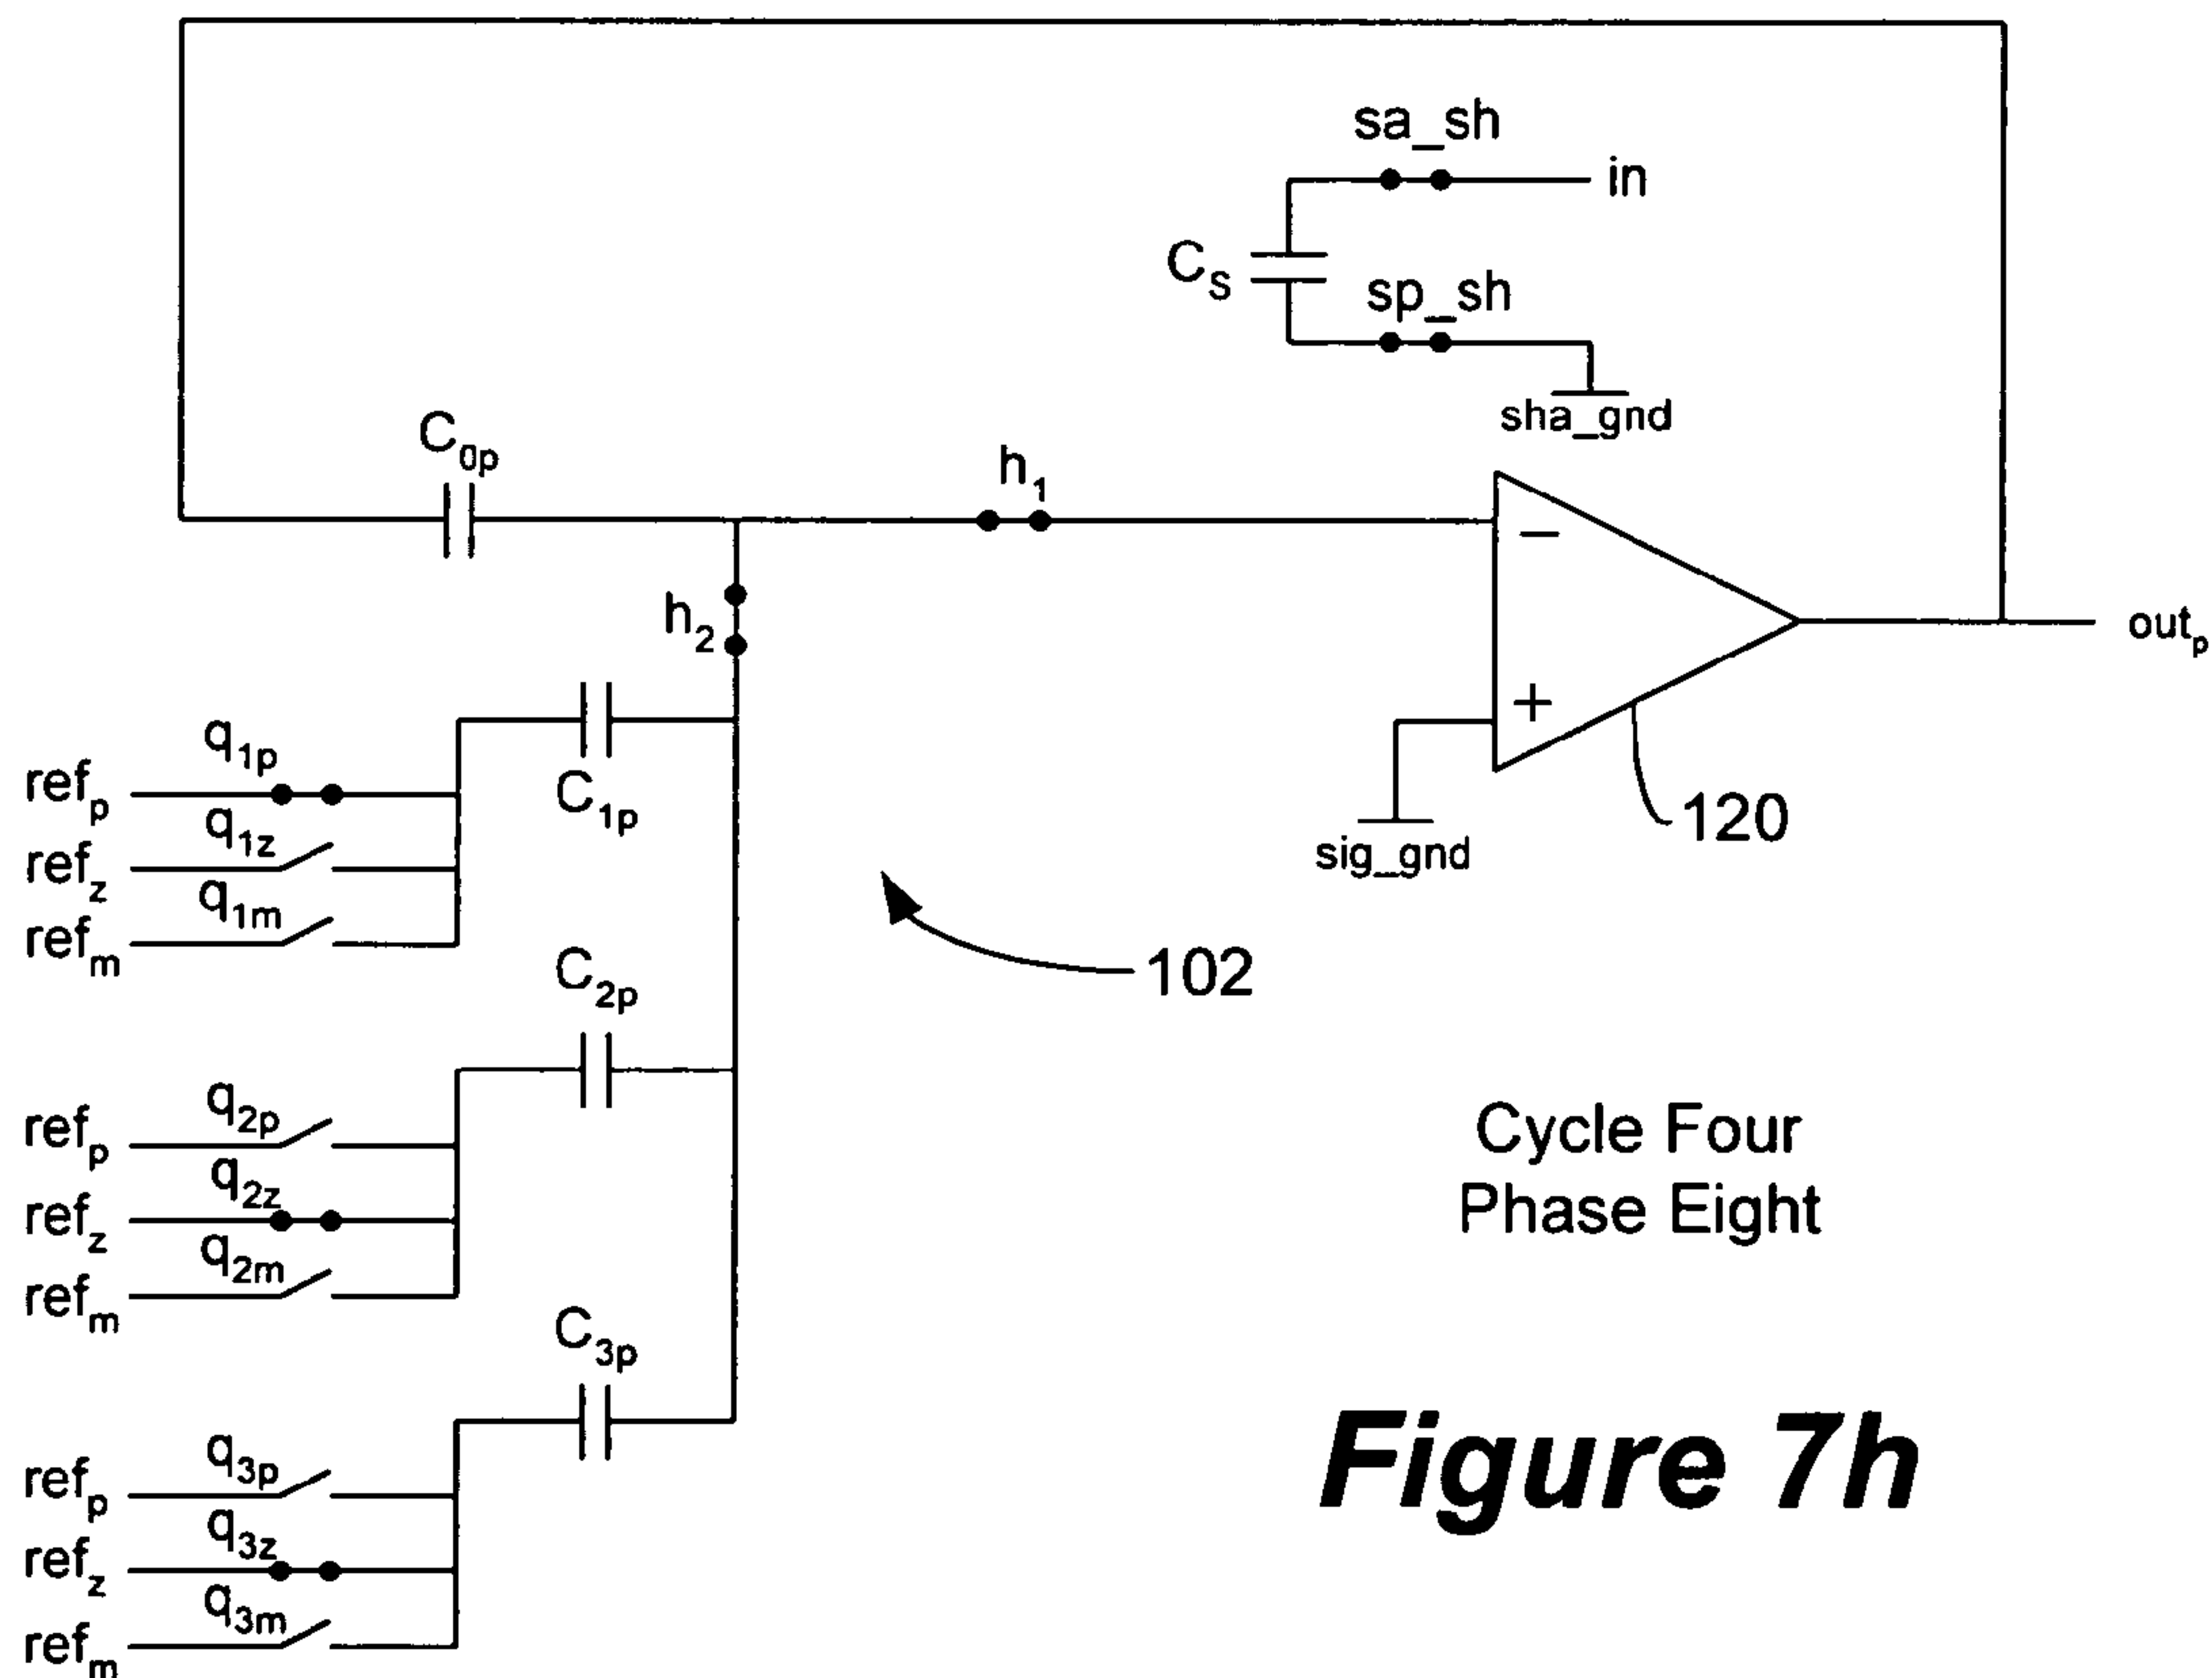 sa_sh
in
C_S
sp_sh
sha_gnd
C_0p
h_1
−
h_2
out_p
+
q_1p
ref_p
C_1p
120
q_1z
ref_z
sig_gnd
q_1m
ref_m
102
C_2p
q_2p
ref_p
q_2z
ref_z
q_2m
ref_m
Cycle Four
Phase Eight
C_3p
q_3p
ref_p
q_3z
ref_z
q_3m
ref_m
Figure 7h